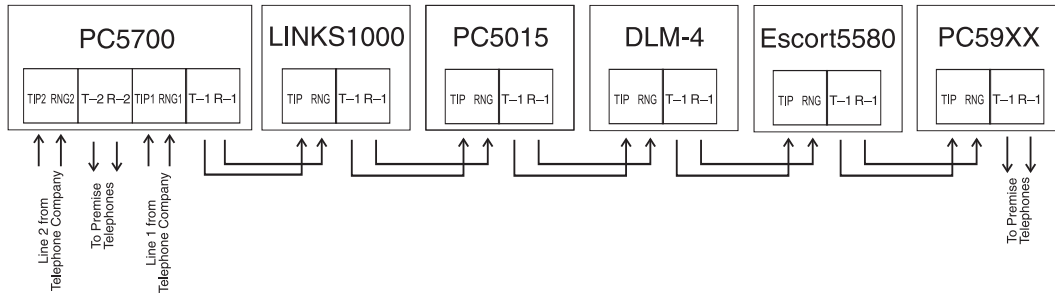 PC5700
TIP2 RNG2 T–2 R–2 TIP1 RNG1 T–1 R–1
Line 2 from
Telephone Company
To Premise
Telephones
Line 1 from
Telephone Company
LINKS1000
TIP RNG T–1 R–1
PC5015
TIP RNG T–1 R–1
DLM-4
TIP RNG T–1 R–1
Escort5580
TIP RNG T–1 R–1
PC59XX
TIP RNG T–1 R–1
To Premise
Telephones